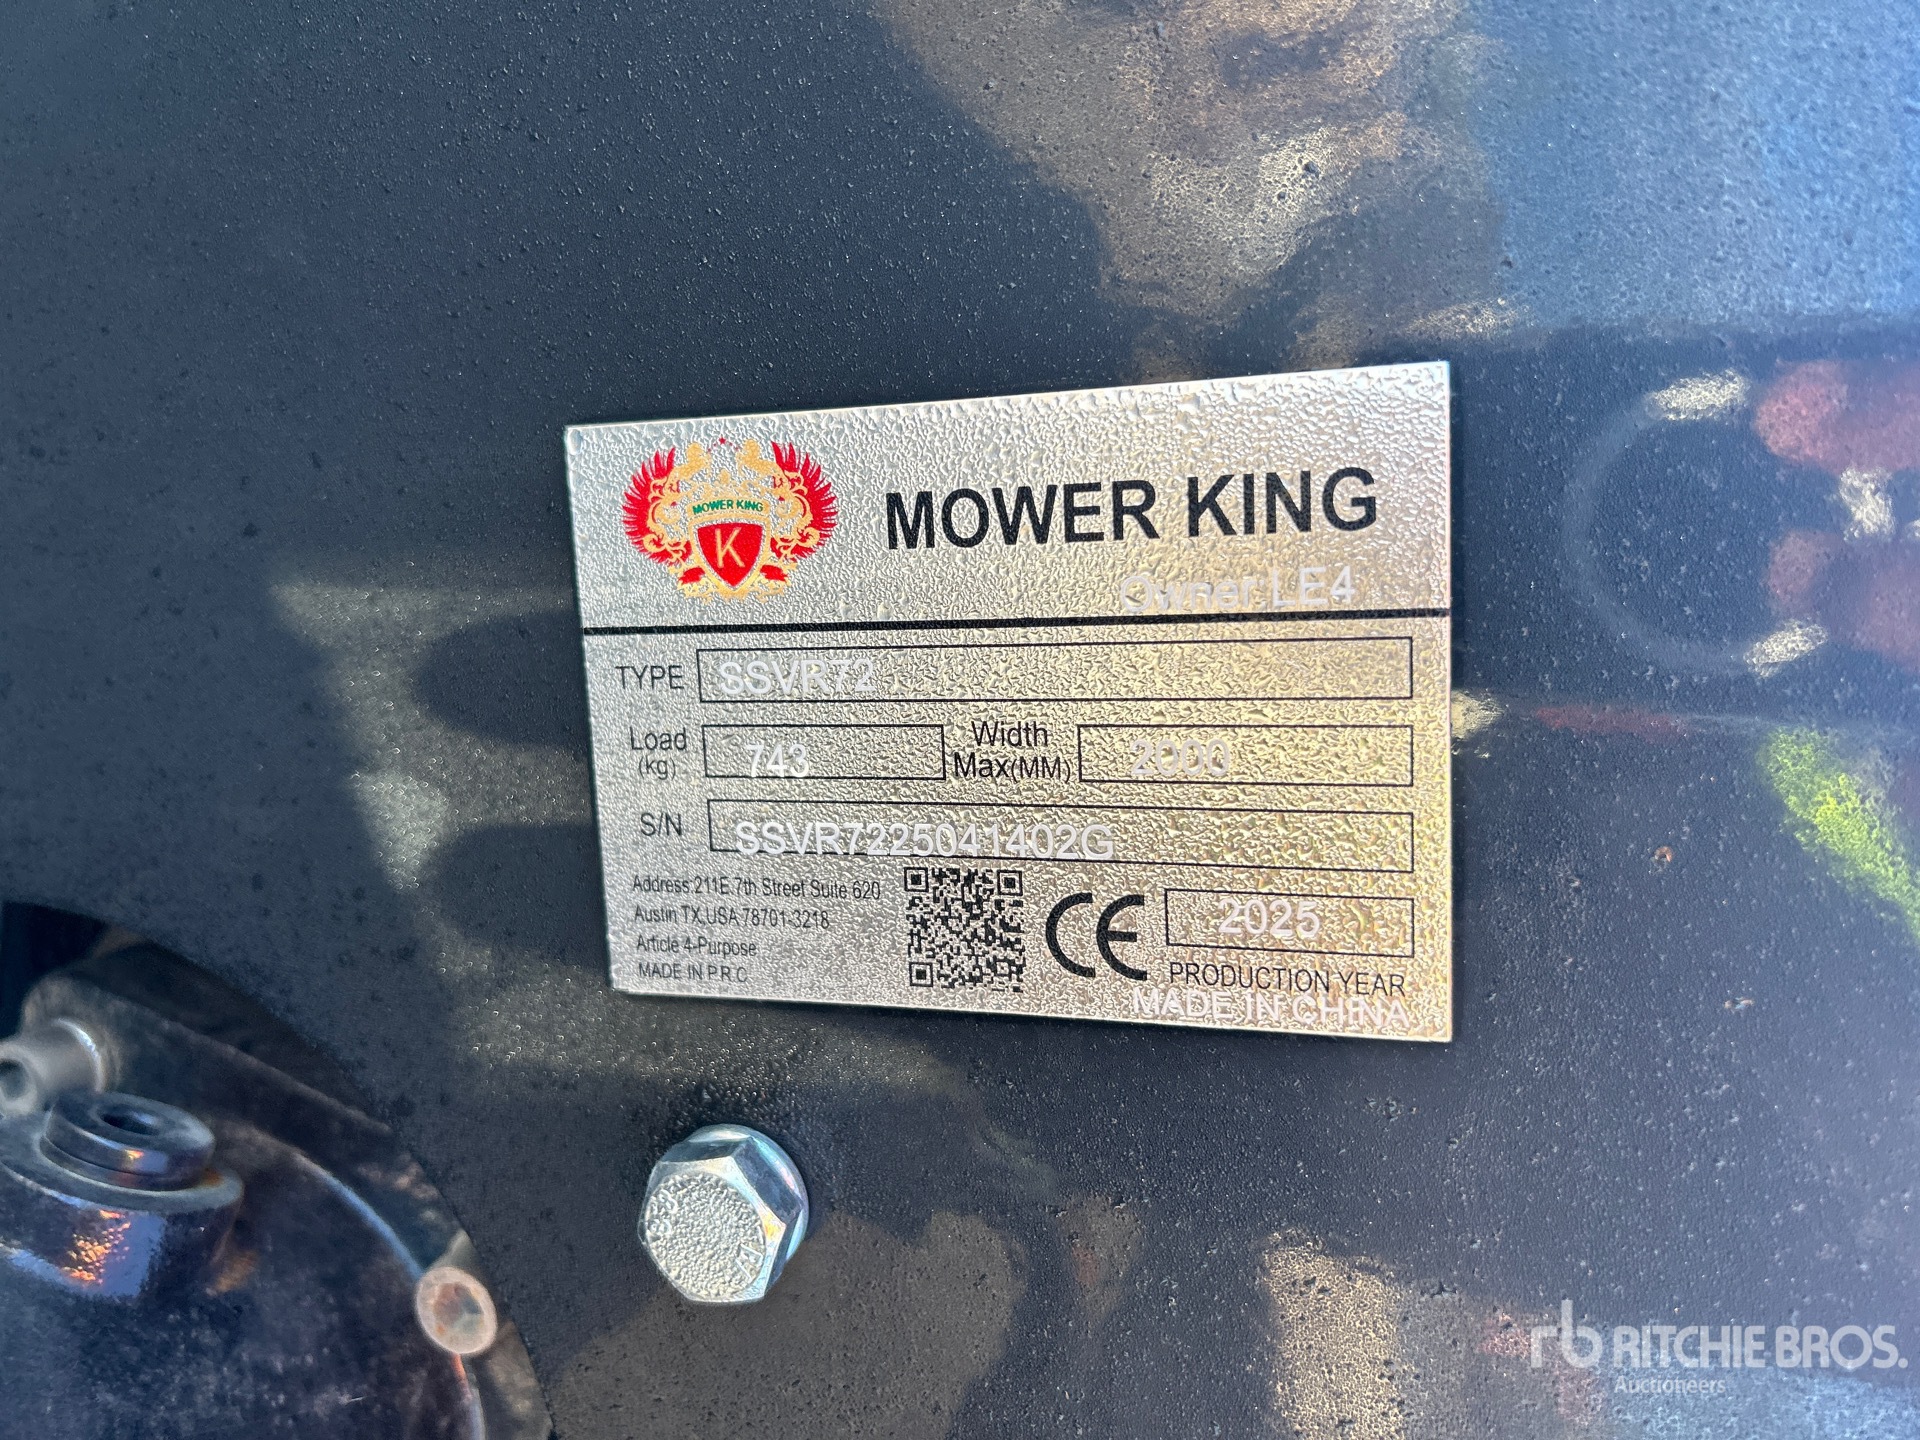 MOWER KING
K
MOWER KING
Owner LE4
TYPE SSVR72
Load (kg) 743 Width Max(MM) 2000
S/N SSVR7225041402G
Address:211E.7th Street Suite 620
Austin TX,USA 78701-3218
Article 4-Purpose
MADE IN P.R.C
CE
2025
PRODUCTION YEAR
MADE IN CHINA
rb RITCHIE BROS.
Auctioneers